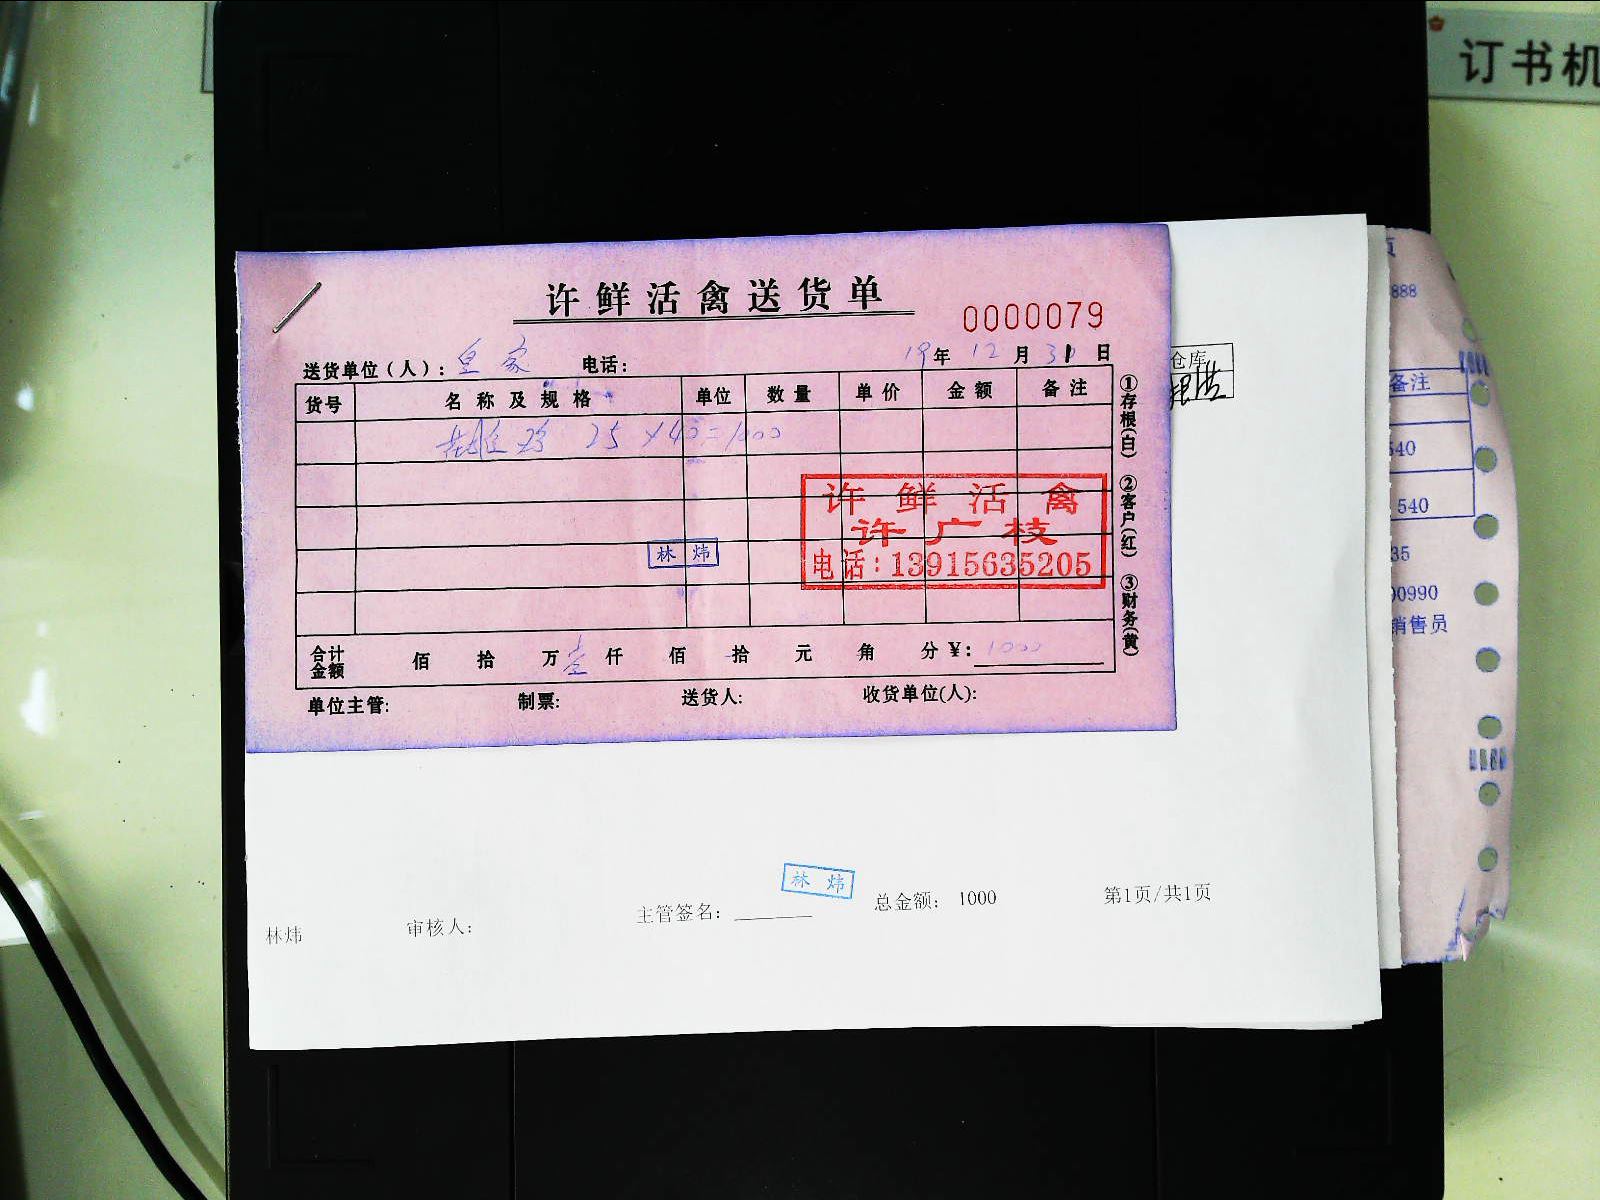 订书机
许鲜活禽送货单
0000079
送货单位(人): 皇家 电话: 19年12月31日
货号 名称及规格 单位 数量 单价 金额 备注
鸡 25×40=1000
许鲜活禽
许广枝
电话:13915635205
林炜
合计金额 佰 拾 万 壹仟 佰 拾 元 角 分 ¥: 1000
单位主管: 制票: 送货人: 收货单位(人):
①存根(白) ②客户(红) ③财务(黄)
仓库
888
备注
540
540
35
00990
销售员
林炜
林炜 审核人: 主管签名: 总金额: 1000 第1页/共1页